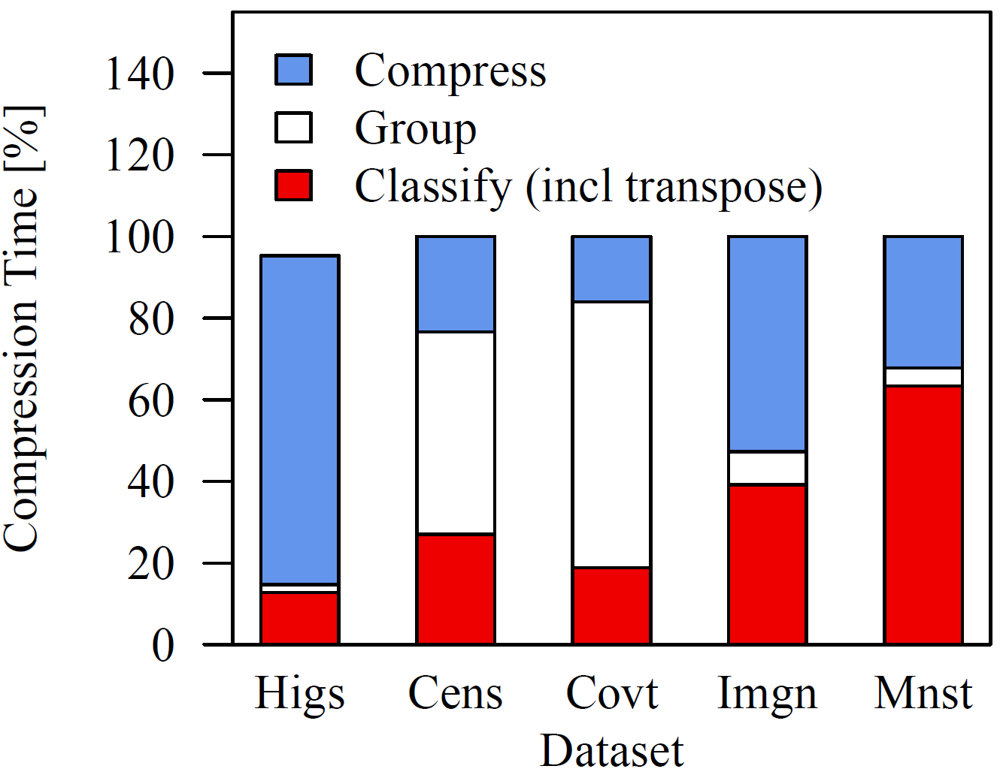 Compression Time [%]
140
120
100
80
60
40
20
0
Compress
Group
Classify (incl transpose)
Higs Cens Covt Imgn Mnst
Dataset